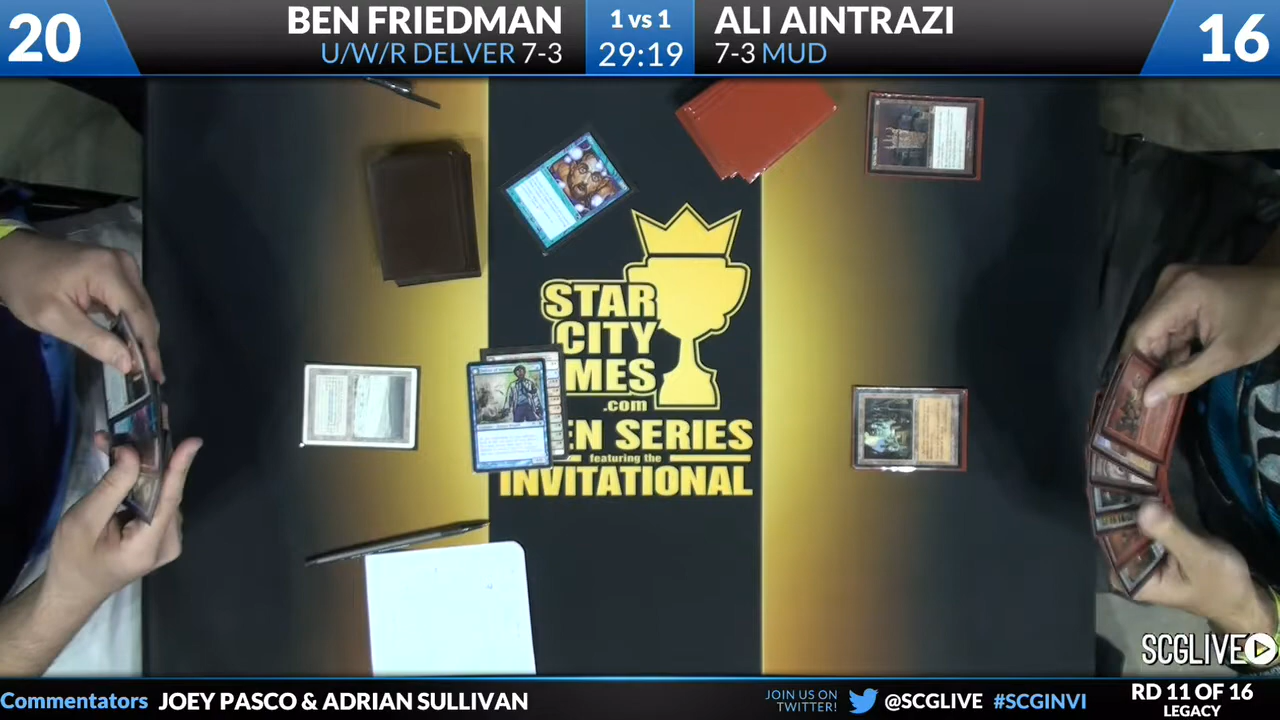 20
BEN FRIEDMAN
U/W/R DELVER 7-3
1 vs 1
29:19
ALI AINTRAZI
7-3 MUD
16
STAR
CITY
MES
.com
EN SERIES
featuring the
INVITATIONAL
SCGLIVE
Commentators JOEY PASCO & ADRIAN SULLIVAN
JOIN US ON
TWITTER!
@SCGLIVE #SCGINVI
RD 11 OF 16
LEGACY